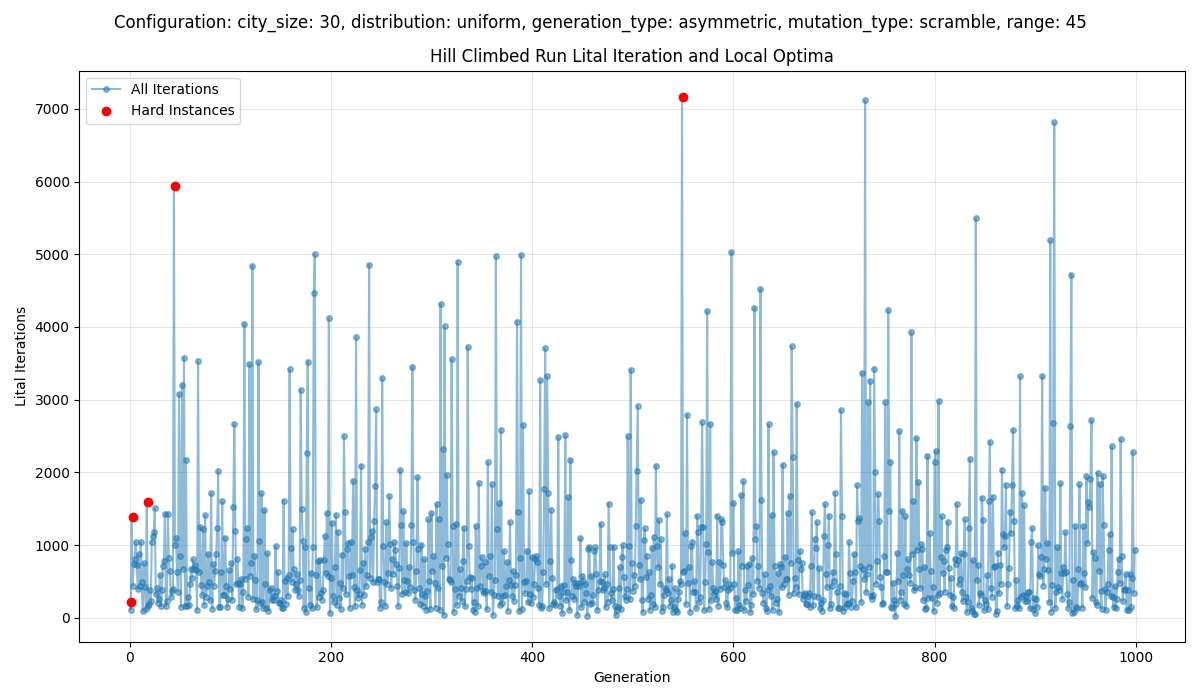 Configuration: city_size: 30, distribution: uniform, generation_type: asymmetric, mutation_type: scramble, range: 45
Hill Climbed Run Lital Iteration and Local Optima
All Iterations
Hard Instances
7000
6000
5000
4000
3000
2000
1000
0
Lital Iterations
0 200 400 600 800 1000
Generation